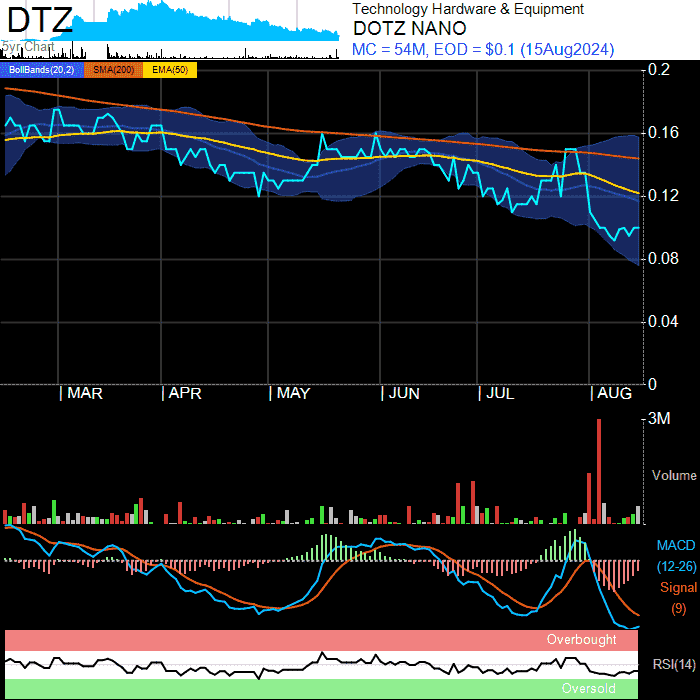 DTZ
Technology Hardware & Equipment
DOTZ NANO
MC = 54M, EOD = $0.1 (15Aug2024)
5yr Chart
BollBands(20,2) SMA(200) EMA(50)
0.2
0.16
0.12
0.08
0.04
0
MAR APR MAY JUN JUL AUG
3M
Volume
MACD
(12-26)
Signal
(9)
Overbought
RSI(14)
Oversold